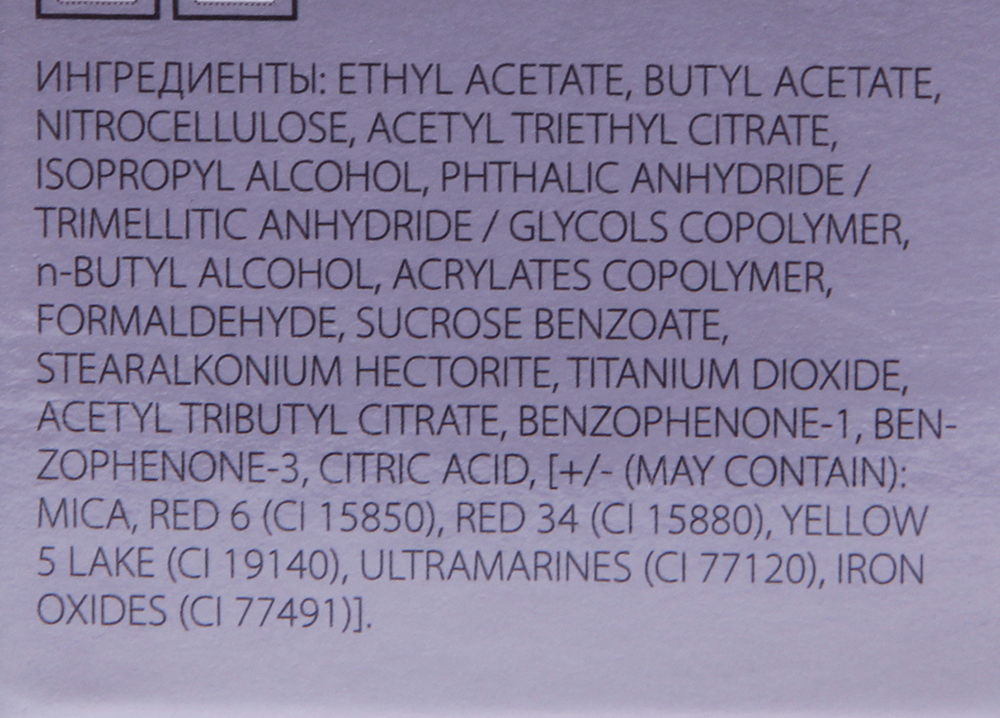 ИНГРЕДИЕНТЫ: ETHYL ACETATE, BUTYL ACETATE,
NITROCELLULOSE, ACETYL TRIETHYL CITRATE,
ISOPROPYL ALCOHOL, PHTHALIC ANHYDRIDE /
TRIMELLITIC ANHYDRIDE / GLYCOLS COPOLYMER,
n-BUTYL ALCOHOL, ACRYLATES COPOLYMER,
FORMALDEHYDE, SUCROSE BENZOATE,
STEARALKONIUM HECTORITE, TITANIUM DIOXIDE,
ACETYL TRIBUTYL CITRATE, BENZOPHENONE-1, BEN-
ZOPHENONE-3, CITRIC ACID, [+/- (MAY CONTAIN):
MICA, RED 6 (CI 15850), RED 34 (CI 15880), YELLOW
5 LAKE (CI 19140), ULTRAMARINES (CI 77120), IRON
OXIDES (CI 77491)].